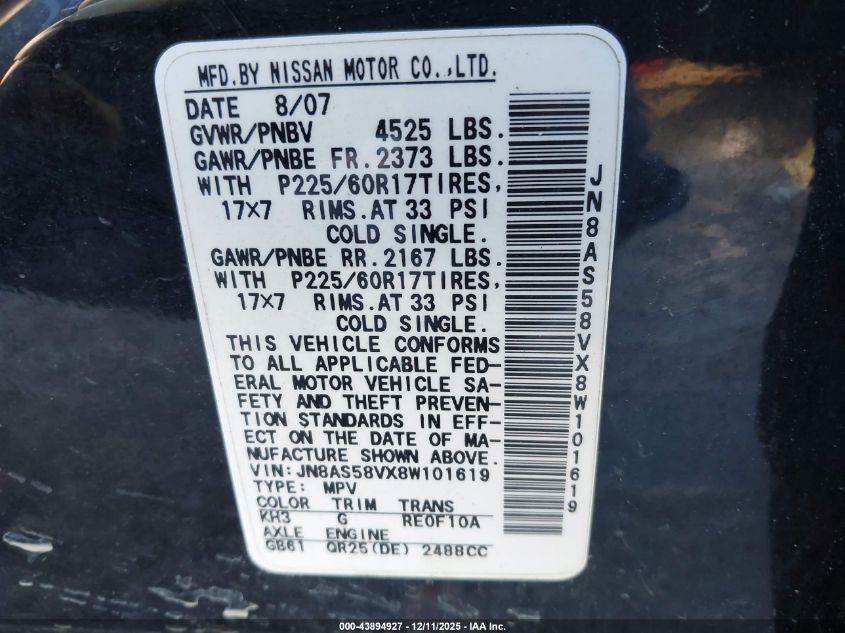 MFD.BY NISSAN MOTOR CO.,LTD.
DATE 8/07
GVWR/PNBV 4525 LBS.
GAWR/PNBE FR.2373 LBS.
WITH P225/60R17TIRES,
17X7 RIMS.AT 33 PSI
COLD SINGLE.
GAWR/PNBE RR.2167 LBS.
WITH P225/60R17TIRES,
17X7 RIMS.AT 33 PSI
COLD SINGLE.
THIS VEHICLE CONFORMS
TO ALL APPLICABLE FED-
ERAL MOTOR VEHICLE SA-
FETY AND THEFT PREVEN-
TION STANDARDS IN EFF-
ECT ON THE DATE OF MA-
NUFACTURE SHOWN ABOVE.
VIN:JN8AS58VX8W101619
TYPE: MPV
COLOR TRIM TRANS
KH3 G RE0F10A
AXLE ENGINE
GB61 QR25(DE) 2488CC
JN8AS58VX8W101619
000-43894927 - 12/11/2025 - IAA Inc.